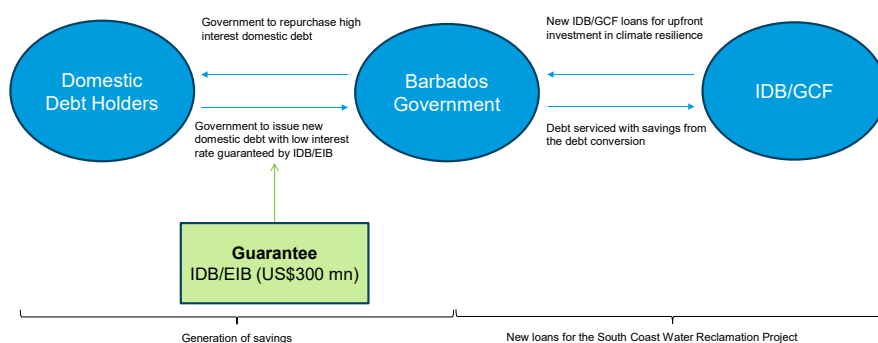 Government to repurchase high
interest domestic debt
New IDB/GCF loans for upfront
investment in climate resilience
Domestic
Debt Holders
Barbados
Government
IDB/GCF
Government to issue new
domestic debt with low interest
rate guaranteed by IDB/EIB
Debt serviced with savings from
the debt conversion
Guarantee
IDB/EIB (US$300 mn)
Generation of savings
New loans for the South Coast Water Reclamation Project